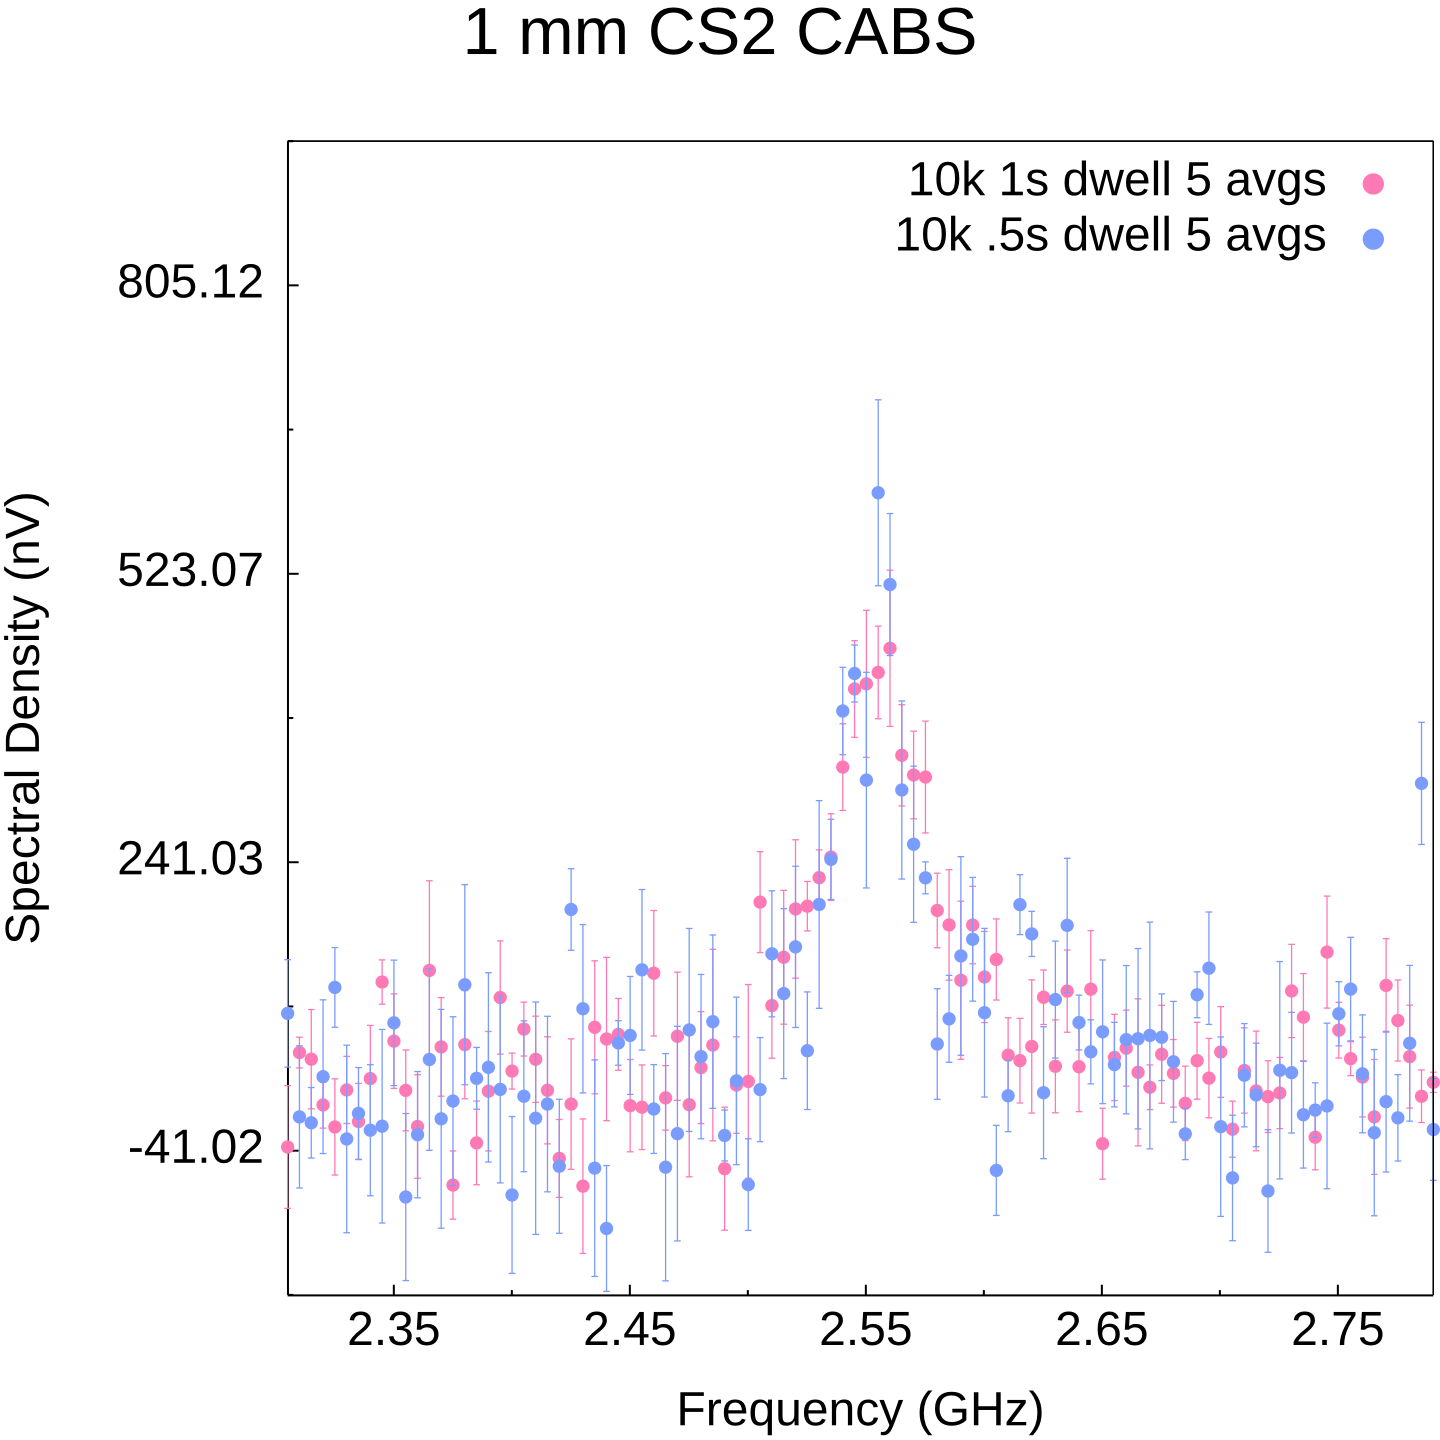 1 mm CS2 CABS
10k 1s dwell 5 avgs
10k .5s dwell 5 avgs
805.12
523.07
241.03
-41.02
Spectral Density (nV)
2.35 2.45 2.55 2.65 2.75
Frequency (GHz)